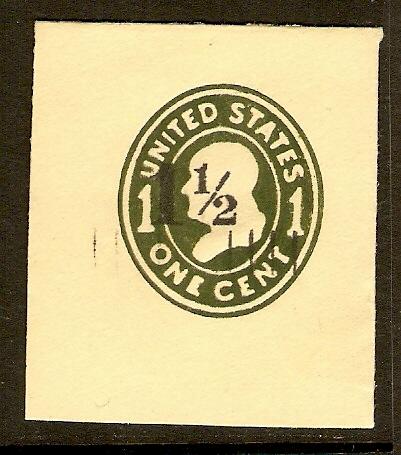 UNITED STATES
1 1 1/2 1
ONE CENT